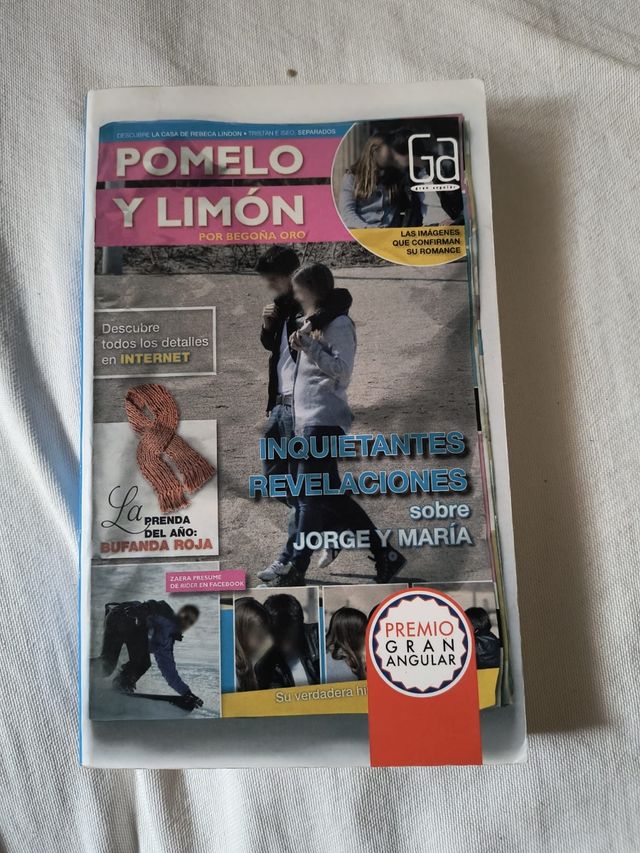 DESCUBRE LA CASA DE REBECA LINDON • TRISTÁN E ISEO, SEPARADOS
POMELO
Y LIMÓN
POR BEGOÑA ORO
Ga
gran angular
LAS IMÁGENES
QUE CONFIRMAN
SU ROMANCE
Descubre
todos los detalles
en INTERNET
INQUIETANTES
REVELACIONES
sobre
JORGE Y MARÍA
La PRENDA
DEL AÑO:
BUFANDA ROJA
ZAERA PRESUME
DE RIDER EN FACEBOOK
PREMIO
GRAN
ANGULAR
Su verdadera